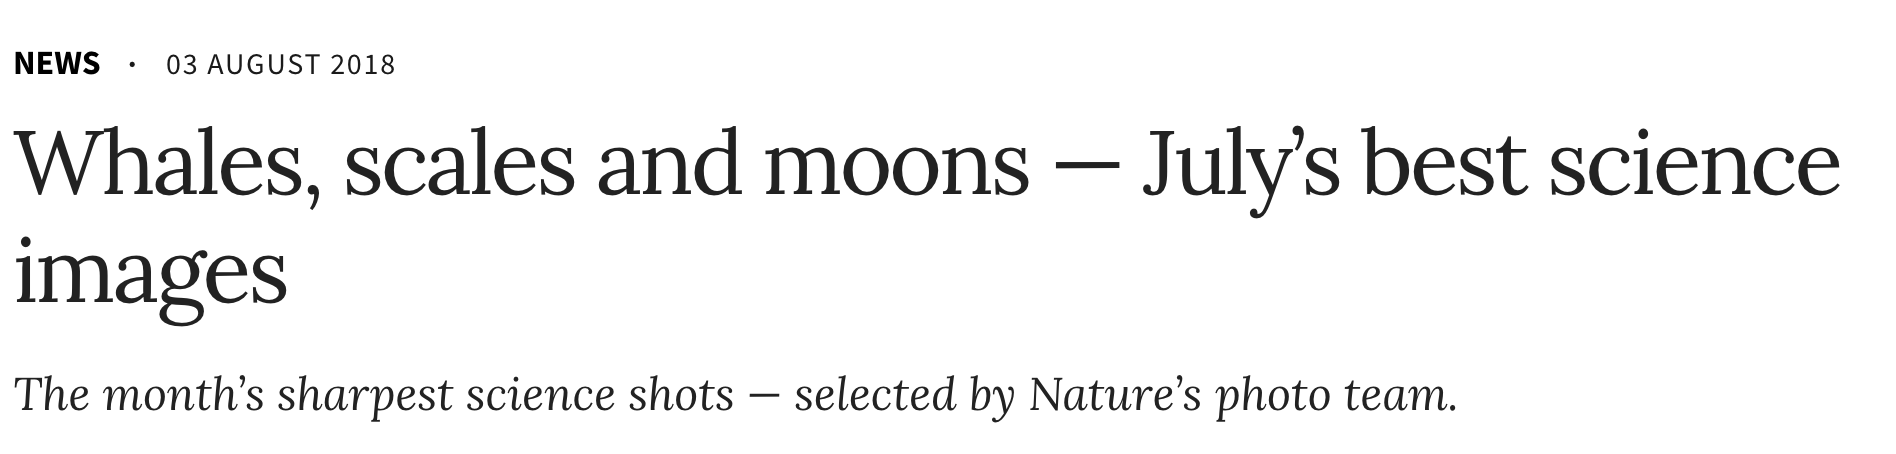 NEWS · 03 AUGUST 2018
Whales, scales and moons — July’s best science
images
The month’s sharpest science shots — selected by Nature’s photo team.